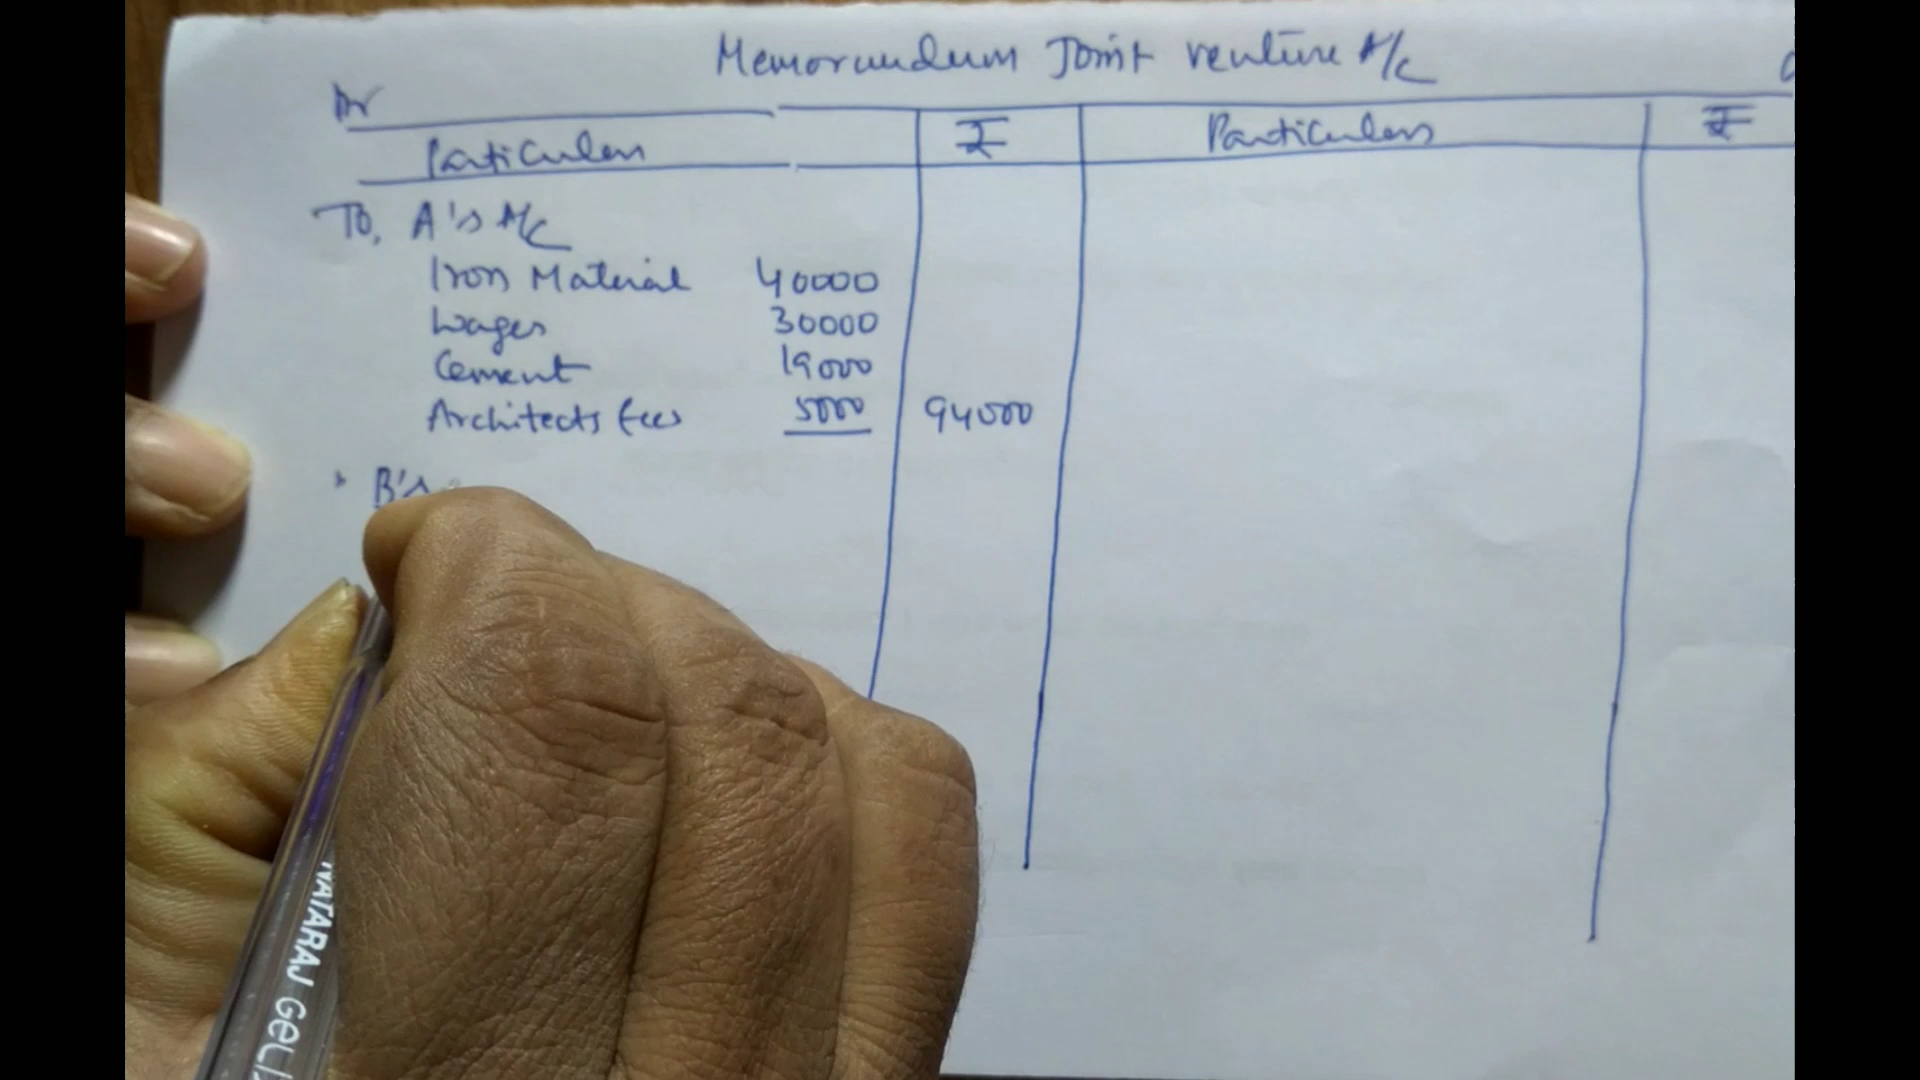 Memorandum Joint venture A/c
Dr
Particulars ₹ Particulars ₹
To, A's A/c
Iron Material 40000
Wages 30000
Cement 19000
Architects fees 5000 94000
" B's
NATARAJ GEL